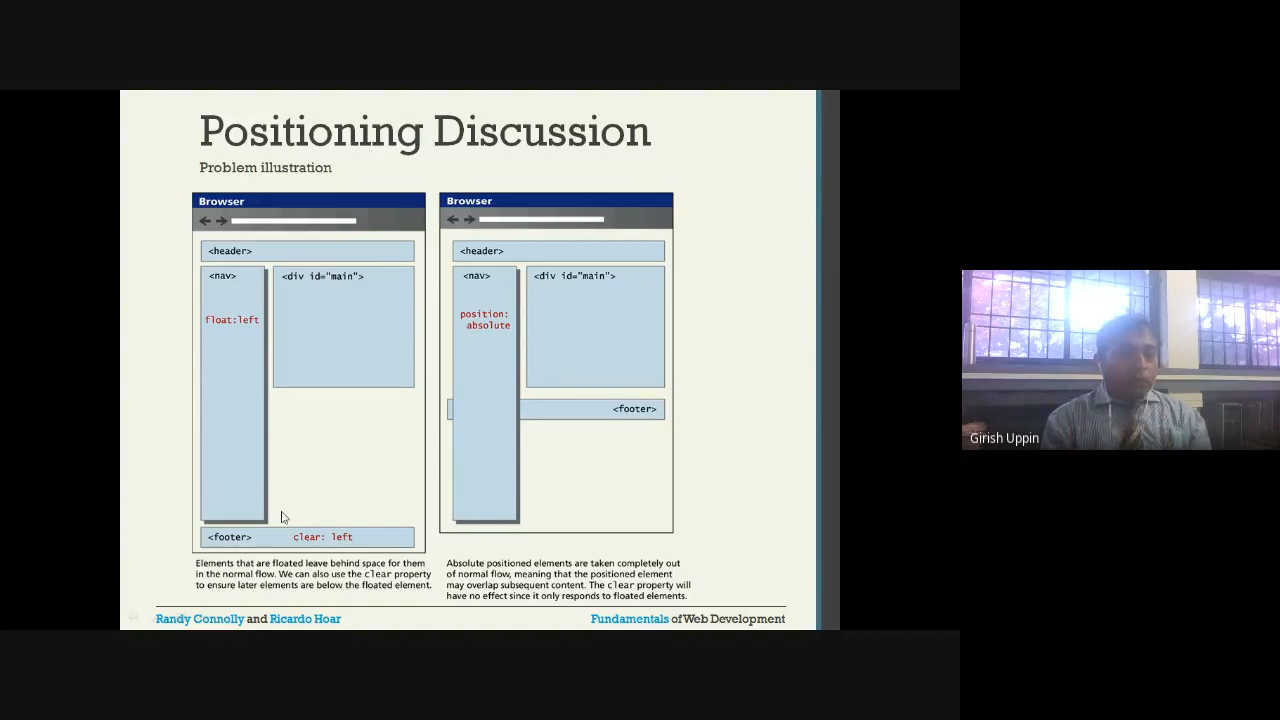 Positioning Discussion
Problem illustration
Browser
<header>
<nav>
<div id="main">
float:left
<footer>
clear: left
Elements that are floated leave behind space for them
in the normal flow. We can also use the clear property
to ensure later elements are below the floated element.
Browser
<header>
<nav>
<div id="main">
position:
absolute
<footer>
Absolute positioned elements are taken completely out
of normal flow, meaning that the positioned element
may overlap subsequent content. The clear property will
have no effect since it only responds to floated elements.
Randy Connolly and Ricardo Hoar
Fundamentals of Web Development
Girish Uppin